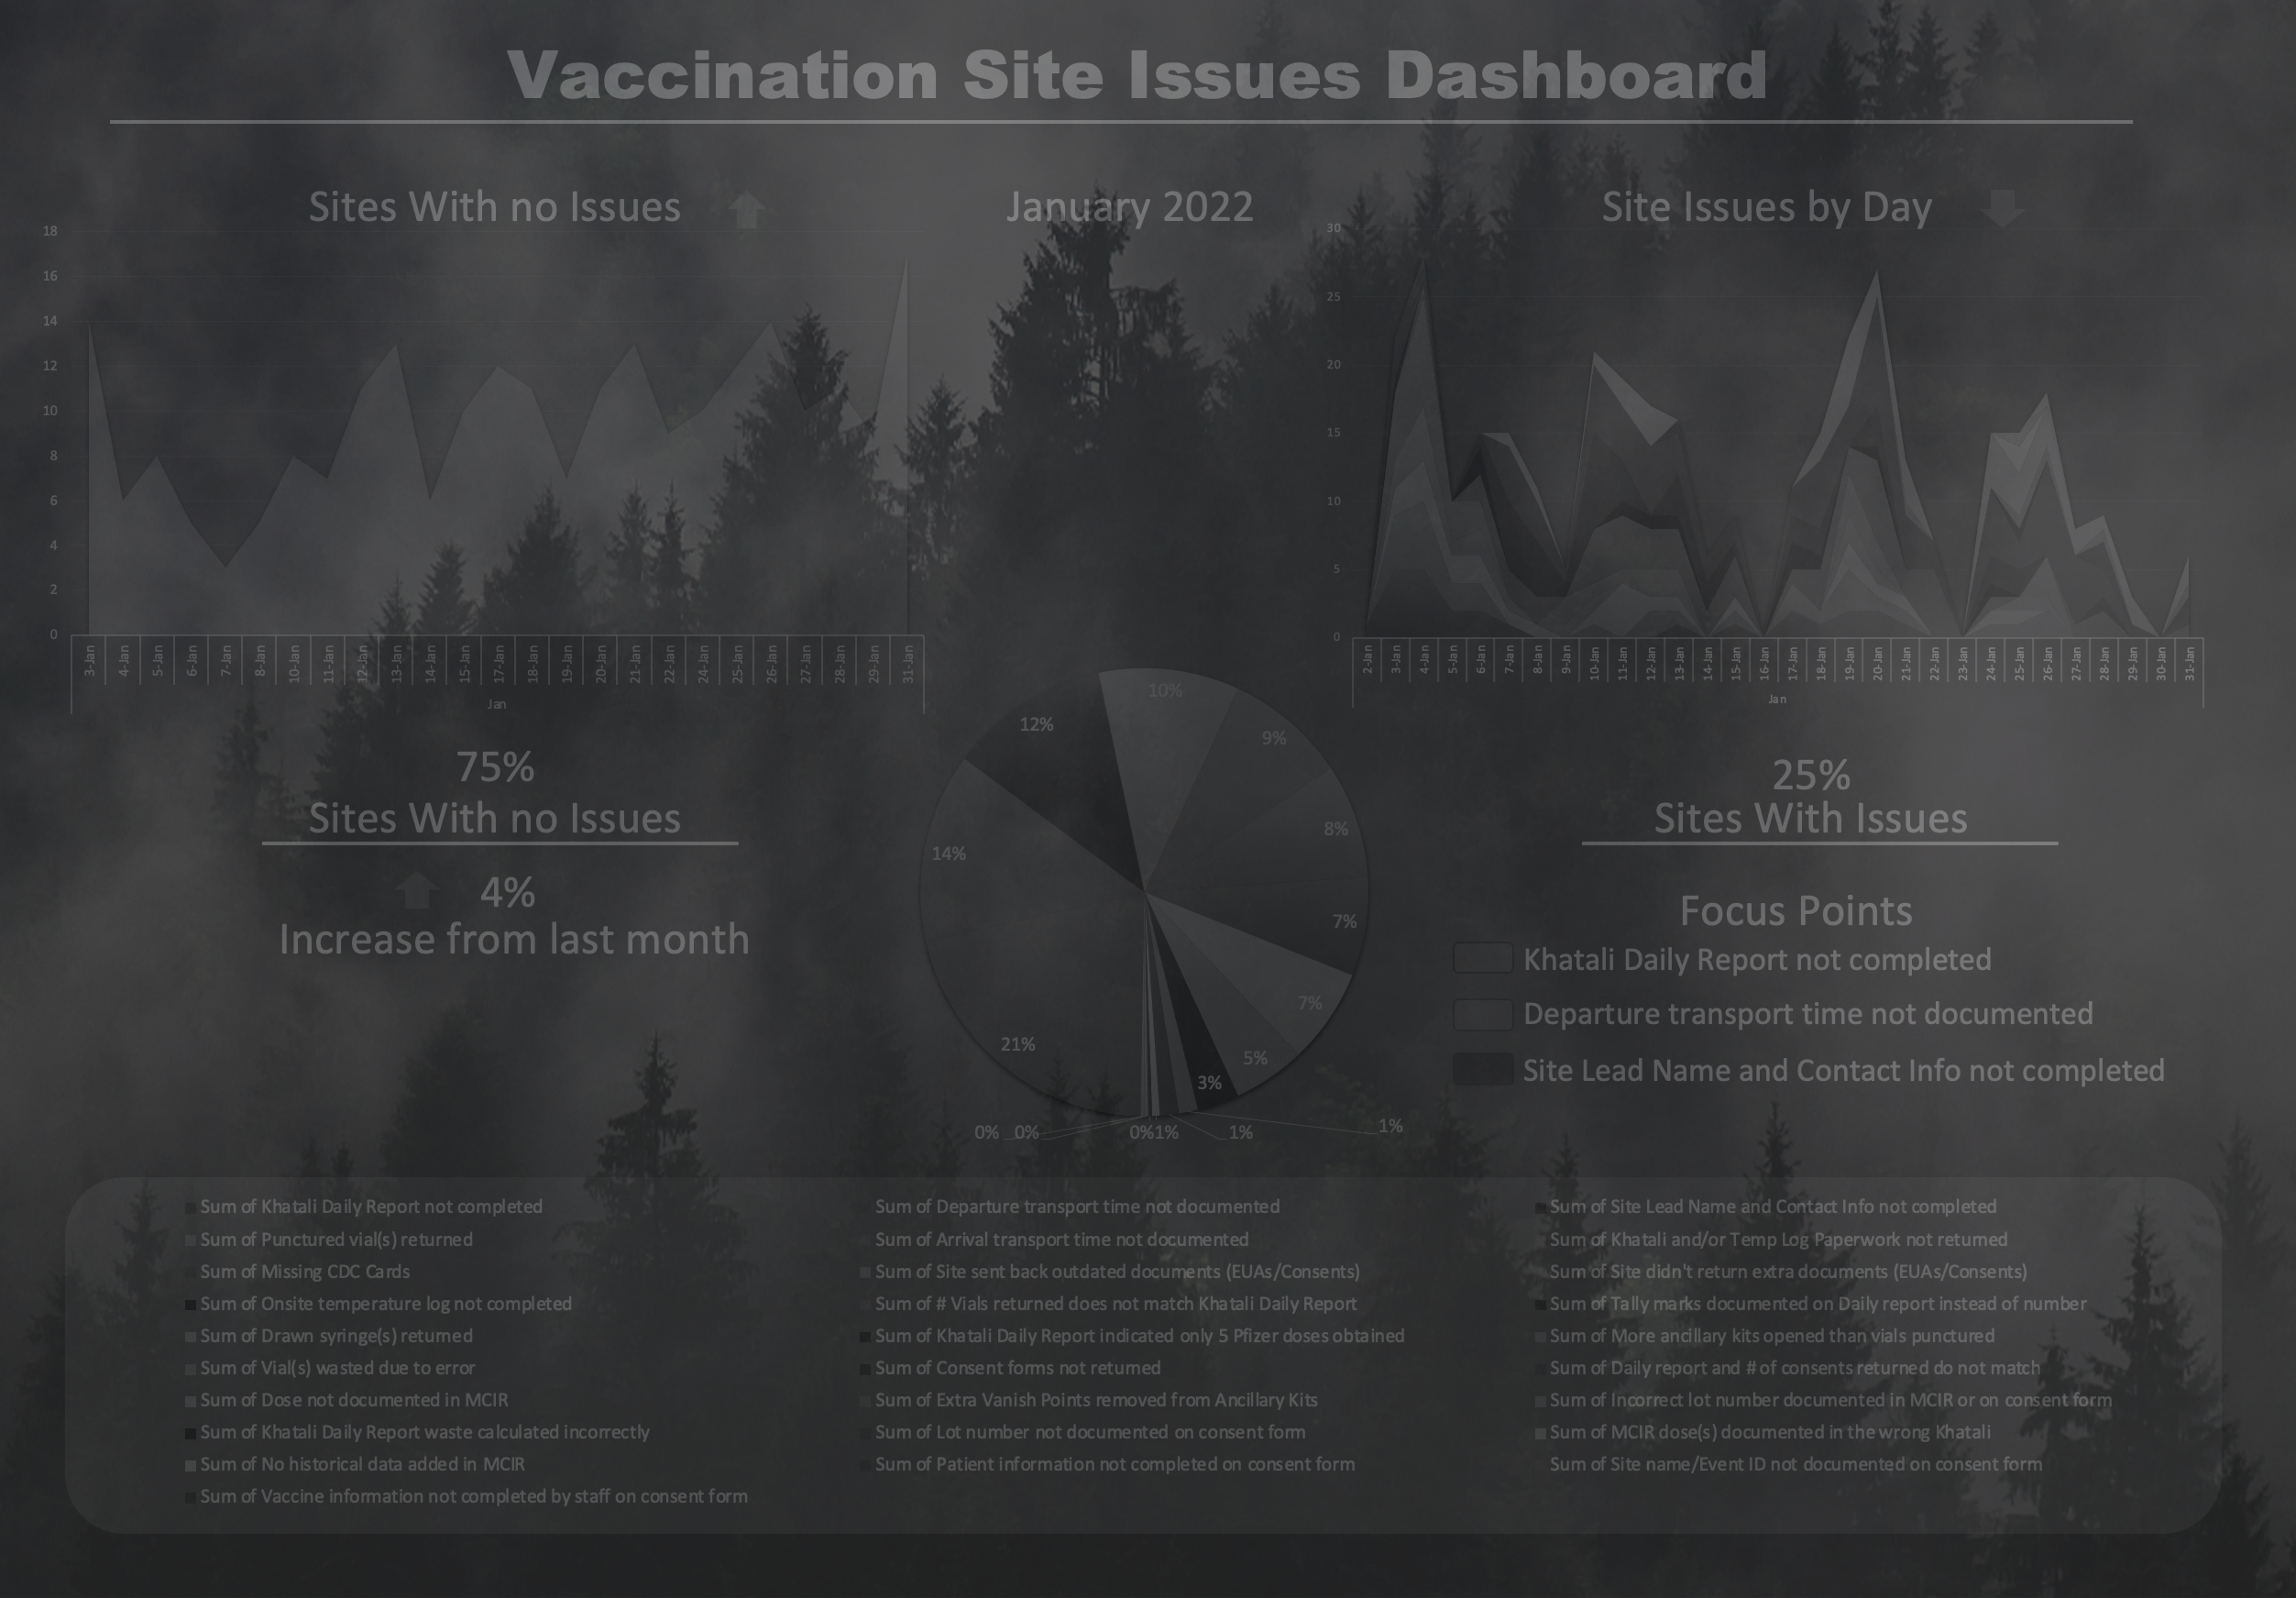 Vaccination Site Issues Dashboard
Sites With no Issues
January 2022
Site Issues by Day
18
16
14
12
10
8
6
4
2
0
3-Jan
4-Jan
5-Jan
6-Jan
7-Jan
8-Jan
10-Jan
11-Jan
12-Jan
13-Jan
14-Jan
15-Jan
17-Jan
18-Jan
19-Jan
20-Jan
21-Jan
22-Jan
24-Jan
25-Jan
26-Jan
27-Jan
28-Jan
29-Jan
31-Jan
Jan
30
25
20
15
10
5
0
2-Jan
3-Jan
4-Jan
5-Jan
6-Jan
7-Jan
8-Jan
9-Jan
10-Jan
11-Jan
12-Jan
13-Jan
14-Jan
15-Jan
16-Jan
17-Jan
18-Jan
19-Jan
20-Jan
21-Jan
22-Jan
23-Jan
24-Jan
25-Jan
26-Jan
27-Jan
28-Jan
29-Jan
30-Jan
31-Jan
Jan
75%
Sites With no Issues
4%
Increase from last month
10%
9%
8%
7%
7%
5%
3%
1%
1%
1%
0%
0%
0%
21%
14%
12%
25%
Sites With Issues
Focus Points
Khatali Daily Report not completed
Departure transport time not documented
Site Lead Name and Contact Info not completed
Sum of Khatali Daily Report not completed
Sum of Departure transport time not documented
Sum of Site Lead Name and Contact Info not completed
Sum of Punctured vial(s) returned
Sum of Arrival transport time not documented
Sum of Khatali and/or Temp Log Paperwork not returned
Sum of Missing CDC Cards
Sum of Site sent back outdated documents (EUAs/Consents)
Sum of Site didn't return extra documents (EUAs/Consents)
Sum of Onsite temperature log not completed
Sum of # Vials returned does not match Khatali Daily Report
Sum of Tally marks documented on Daily report instead of number
Sum of Drawn syringe(s) returned
Sum of Khatali Daily Report indicated only 5 Pfizer doses obtained
Sum of More ancillary kits opened than vials punctured
Sum of Vial(s) wasted due to error
Sum of Consent forms not returned
Sum of Daily report and # of consents returned do not match
Sum of Dose not documented in MCIR
Sum of Extra Vanish Points removed from Ancillary Kits
Sum of Incorrect lot number documented in MCIR or on consent form
Sum of Khatali Daily Report waste calculated incorrectly
Sum of Lot number not documented on consent form
Sum of MCIR dose(s) documented in the wrong Khatali
Sum of No historical data added in MCIR
Sum of Patient information not completed on consent form
Sum of Site name/Event ID not documented on consent form
Sum of Vaccine information not completed by staff on consent form